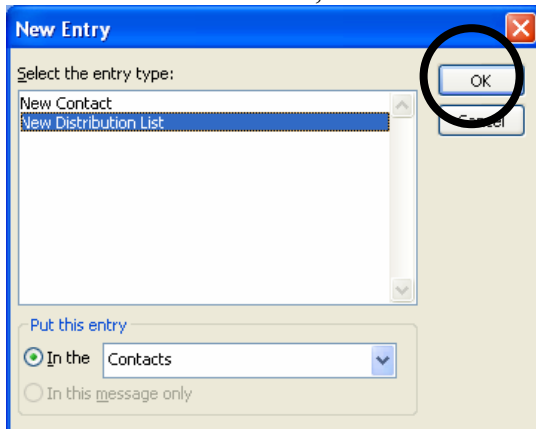 New Entry
Select the entry type:
OK
New Contact
New Distribution List
Cancel
Put this entry
In the Contacts
In this message only